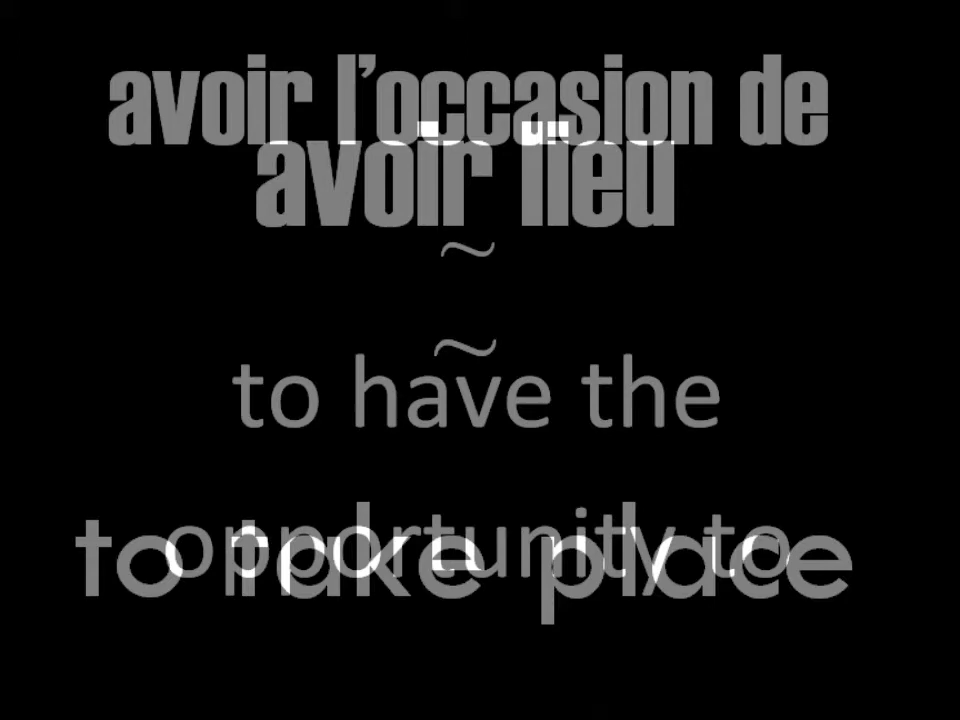 avoir l'occasion de
avoir lieu
~
~
to have the
opportunity to
to take place